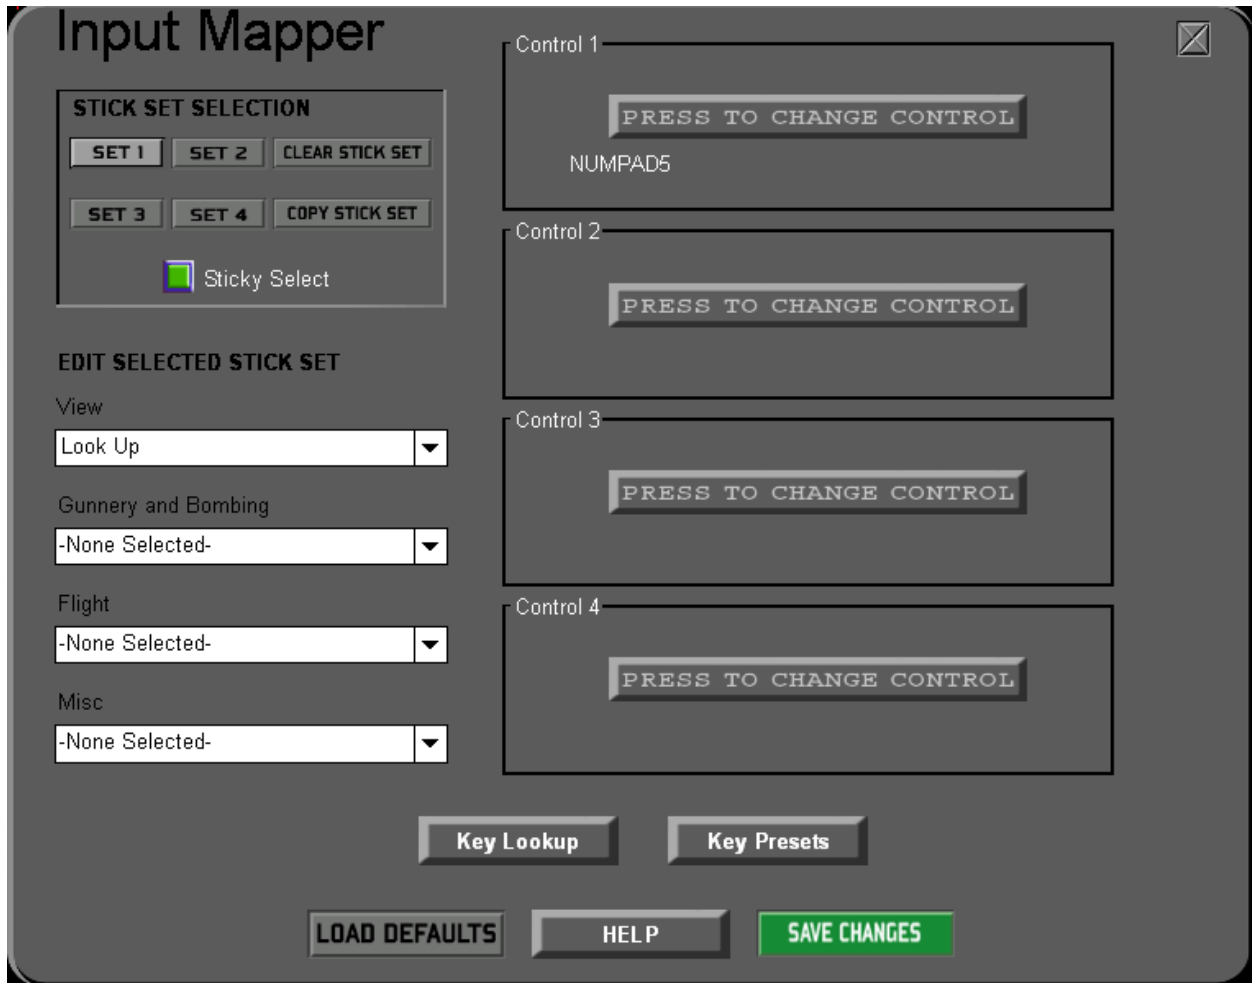 Input Mapper
STICK SET SELECTION
SET 1 SET 2 CLEAR STICK SET
SET 3 SET 4 COPY STICK SET
Sticky Select
EDIT SELECTED STICK SET
View
Look Up
Gunnery and Bombing
-None Selected-
Flight
-None Selected-
Misc
-None Selected-
Control 1
PRESS TO CHANGE CONTROL
NUMPAD5
Control 2
PRESS TO CHANGE CONTROL
Control 3
PRESS TO CHANGE CONTROL
Control 4
PRESS TO CHANGE CONTROL
Key Lookup Key Presets
LOAD DEFAULTS HELP SAVE CHANGES